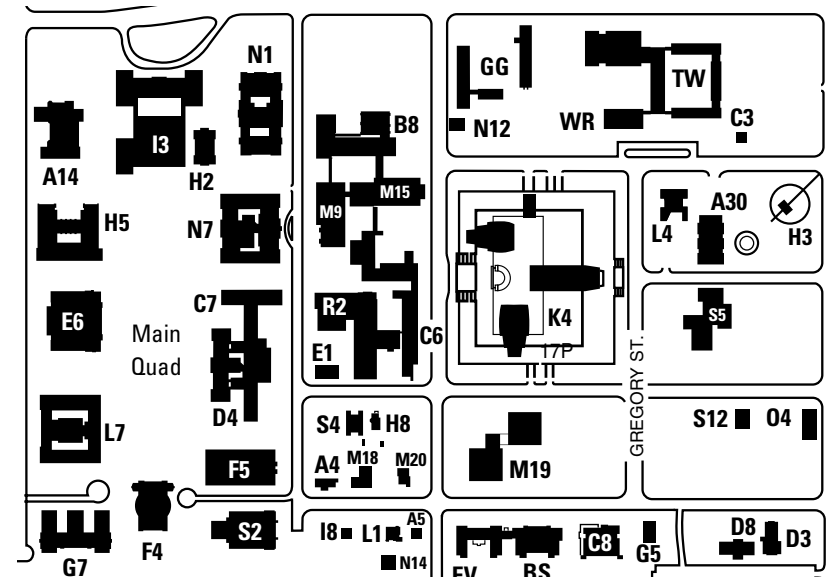 N1
GG
TW
B8
N12
WR
C3
I3
A14
H2
M15
M9
A30
H5
N7
L4
H3
C7
R2
K4
S5
E6
Main
Quad
C6
17P
E1
GREGORY ST.
D4
L7
S4
H8
S12
O4
F5
A4
M18
M20
M19
A5
S2
I8
L1
C8
D8
D3
F4
G5
N14
G7
BS